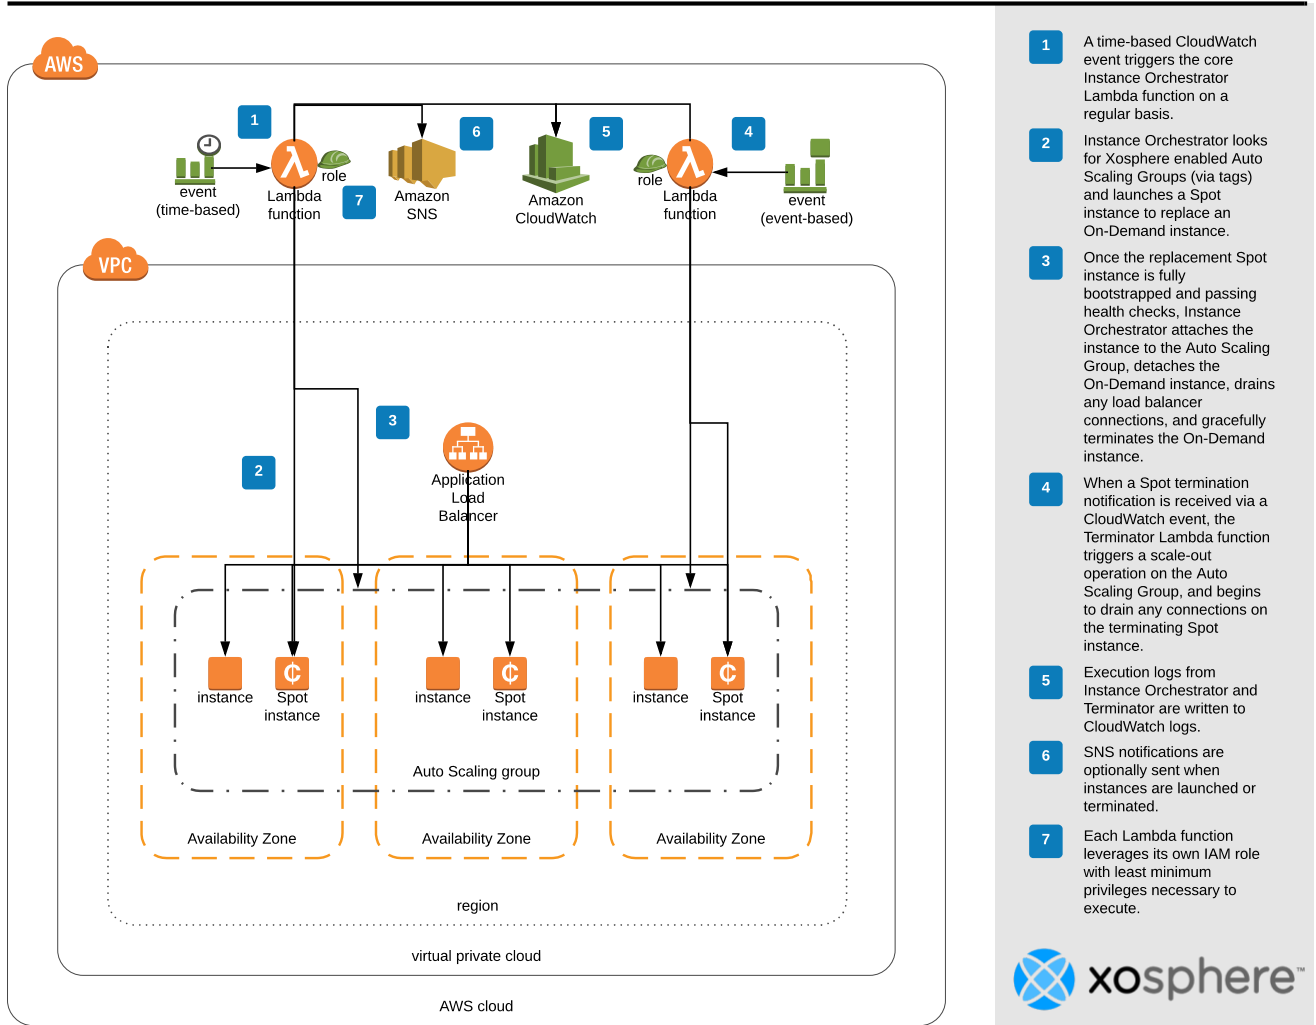 AWS
1
6
5
4
event
(time-based)
Lambda
function
role
7
Amazon
SNS
Amazon
CloudWatch
role
Lambda
function
event
(event-based)
VPC
3
2
Application
Load
Balancer
instance
Spot
instance
instance
Spot
instance
instance
Spot
instance
Auto Scaling group
Availability Zone
Availability Zone
Availability Zone
region
virtual private cloud
AWS cloud
1
A time-based CloudWatch
event triggers the core
Instance Orchestrator
Lambda function on a
regular basis.
2
Instance Orchestrator looks
for Xosphere enabled Auto
Scaling Groups (via tags)
and launches a Spot
instance to replace an
On-Demand instance.
3
Once the replacement Spot
instance is fully
bootstrapped and passing
health checks, Instance
Orchestrator attaches the
instance to the Auto Scaling
Group, detaches the
On-Demand instance, drains
any load balancer
connections, and gracefully
terminates the On-Demand
instance.
4
When a Spot termination
notification is received via a
CloudWatch event, the
Terminator Lambda function
triggers a scale-out
operation on the Auto
Scaling Group, and begins
to drain any connections on
the terminating Spot
instance.
5
Execution logs from
Instance Orchestrator and
Terminator are written to
CloudWatch logs.
6
SNS notifications are
optionally sent when
instances are launched or
terminated.
7
Each Lambda function
leverages its own IAM role
with least minimum
privileges necessary to
execute.
xosphere™